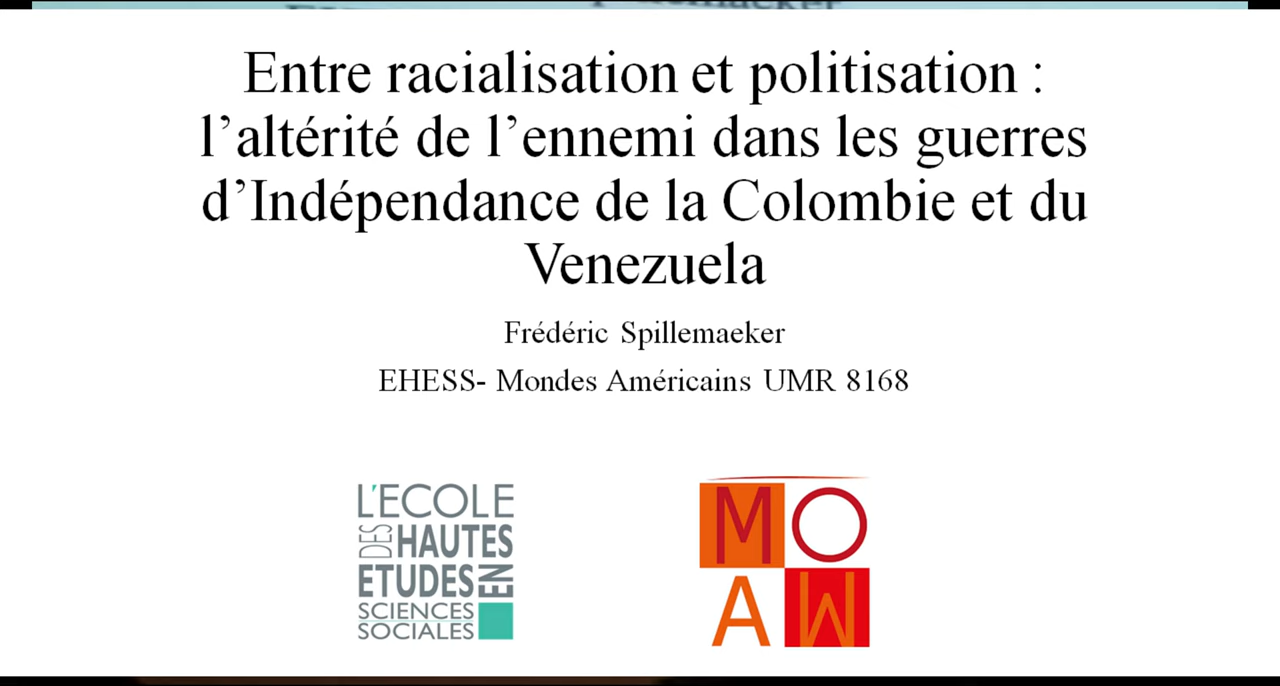 Entre racialisation et politisation :
l’altérité de l’ennemi dans les guerres
d’Indépendance de la Colombie et du
Venezuela
Frédéric Spillemaeker
EHESS- Mondes Américains UMR 8168
L’ECOLE
DES HAUTES
ETUDES EN
SCIENCES
SOCIALES
MO
AM